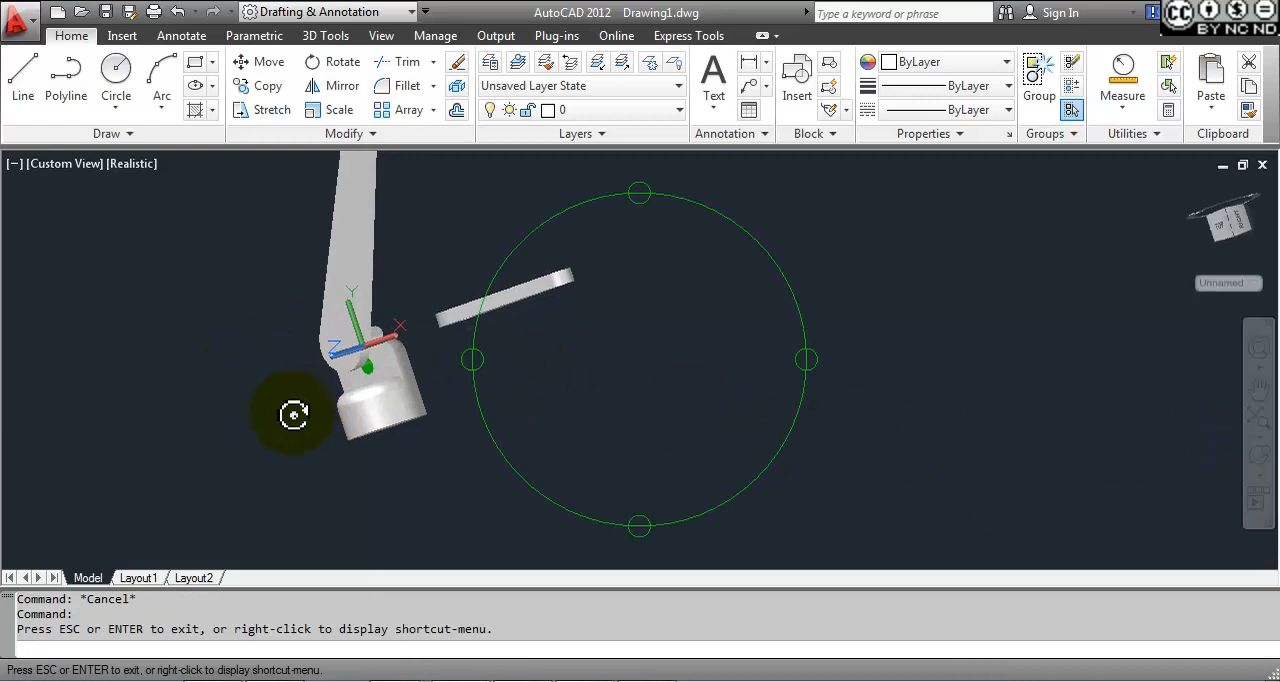 Drafting & Annotation
AutoCAD 2012 Drawing1.dwg
Type a keyword or phrase
Sign In
BY NC ND
Home Insert Annotate Parametric 3D Tools View Manage Output Plug-ins Online Express Tools
Move Rotate Trim
Unsaved Layer State
ByLayer
Line Polyline Circle Arc
Copy Mirror Fillet
Text Insert
ByLayer
Group Measure Paste
Stretch Scale Array
0
ByLayer
Draw Modify Layers Annotation Block Properties Groups Utilities Clipboard
[−] [Custom View] [Realistic]
Unnamed
Y
X
Z
Model Layout1 Layout2
Command: *Cancel*
Command:
Press ESC or ENTER to exit, or right-click to display shortcut-menu.
Press ESC or ENTER to exit, or right-click to display shortcut-menu.